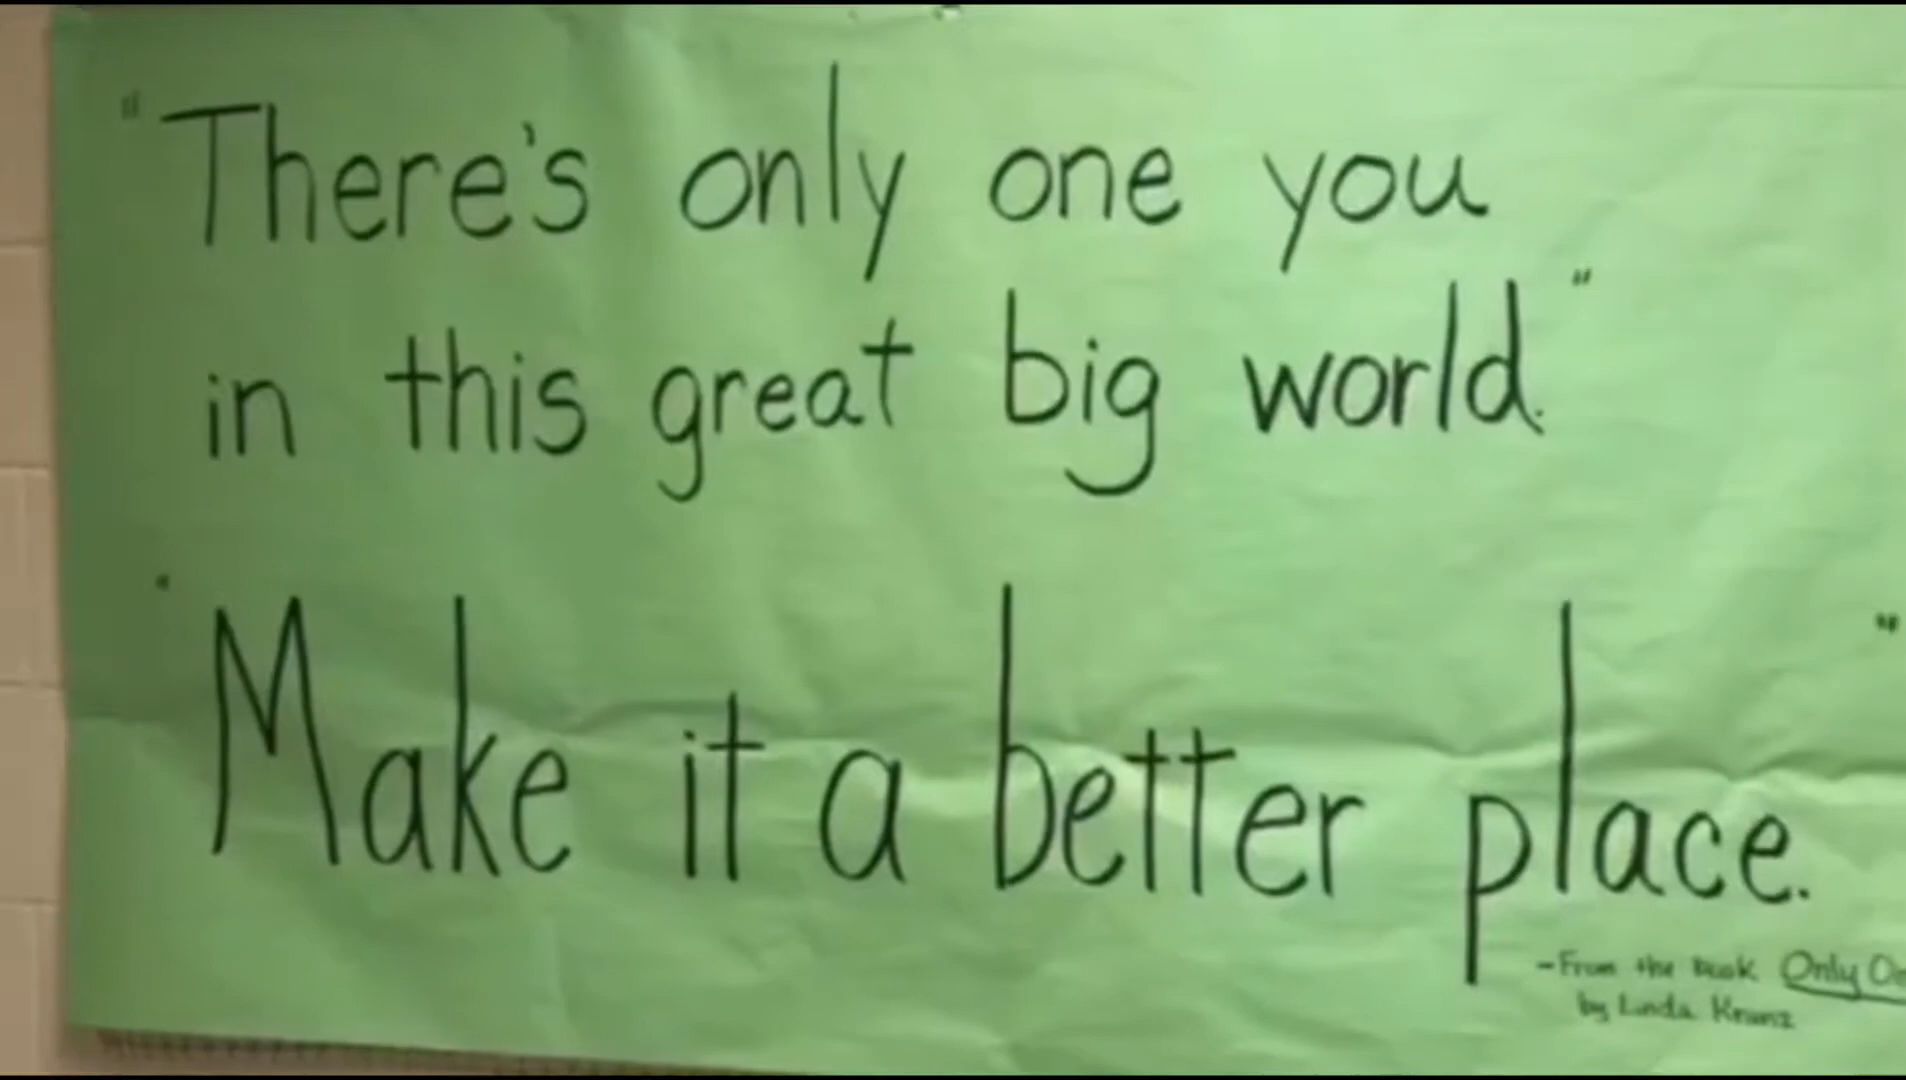 "There's only one you
in this great big world."
"Make it a better place."
-From the book Only
by Linda Kranz